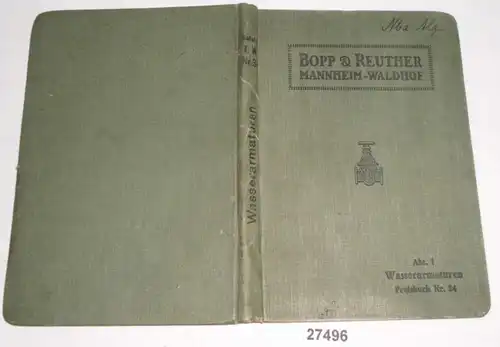 BOPP & REUTHER
MANNHEIM-WALDHOF
Abt. I
Wasserarmaturen
Preisbuch Nr. 24
Wasserarmaturen
27496